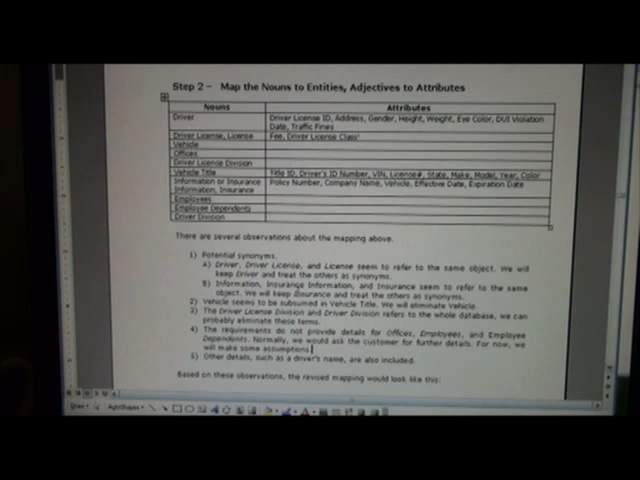 Step 2 – Map the Nouns to Entities, Adjectives to Attributes
Nouns Attributes
Driver Driver License ID, Address, Gender, Height, Weight, Eye Color, DUI Violation
Date, Traffic Fines
Driver License, License Fee, Driver License Class
Vehicle
Offices
Driver License Division
Vehicle Title Title ID, Driver's ID Number, VIN, License#, State, Make, Model, Year, Color
Information or Insurance Policy Number, Company Name, Vehicle, Effective Date, Expiration Date
Information, Insurance
Employees
Employee Dependents
Driver Division
There are several observations about the mapping above.
1) Potential synonyms.
A) Driver, Driver License, and License seem to refer to the same object. We will
keep Driver and treat the others as synonyms.
B) Information, Insurance Information, and Insurance seem to refer to the same
object. We will keep Insurance and treat the others as synonyms.
2) Vehicle seems to be subsumed in Vehicle Title. We will eliminate Vehicle.
3) The Driver License Division and Driver Division refers to the whole database, we can
probably eliminate these terms.
4) The requirements do not provide details for Offices, Employees, and Employee
Dependents. Normally, we would ask the customer for further details. For now, we
will make some assumptions.
5) Other details, such as a driver's name, are also included.
Based on these observations, the revised mapping would look like this:
Draw AutoShapes